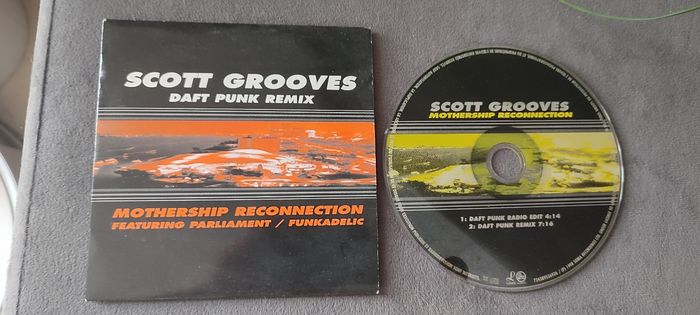 SCOTT GROOVES
DAFT PUNK REMIX
MOTHERSHIP RECONNECTION
FEATURING PARLIAMENT / FUNKADELIC
SCOTT GROOVES
MOTHERSHIP RECONNECTION
1: DAFT PUNK RADIO EDIT 4:14
2: DAFT PUNK REMIX 7:16